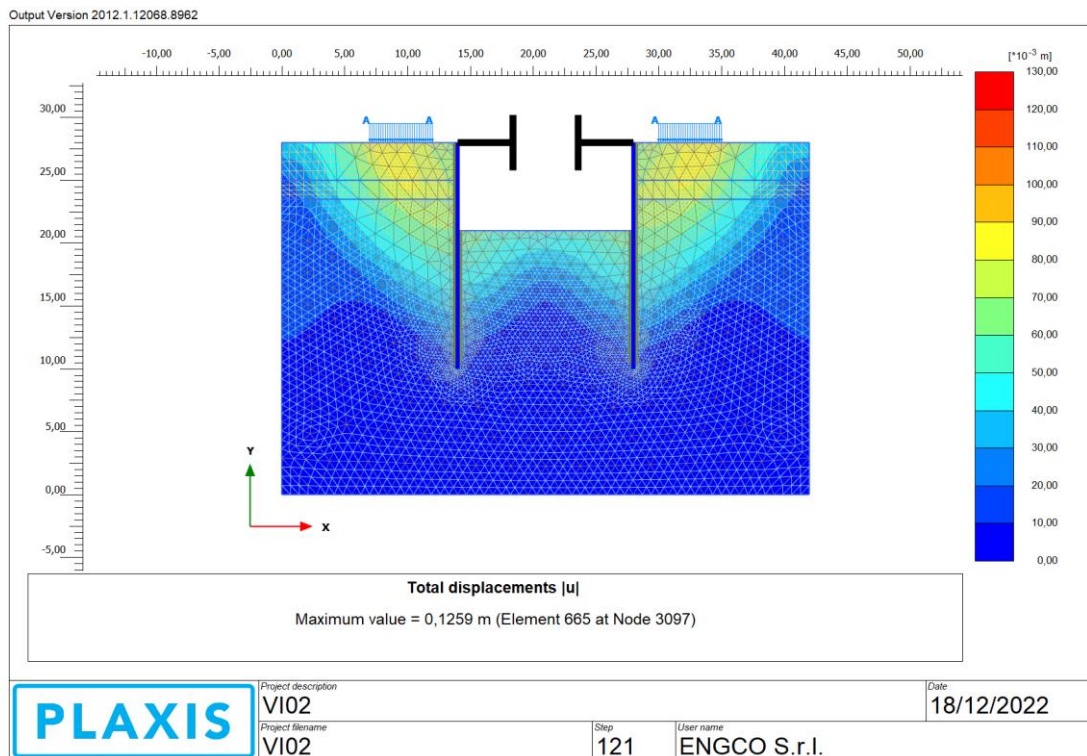 Output Version 2012.1.12068.8962
-10,00 0,00 5,00 10,00 15,00 20,00 25,00 30,00 35,00 40,00 50,00
[*10⁻³ m]
130,00
120,00
110,00
100,00
90,00
80,00
70,00
60,00
50,00
40,00
30,00
20,00
10,00
0,00
30,00
25,00
20,00
15,00
10,00
5,00
0,00
-5,00
A A A A
Y
X
Total displacements |u|
Maximum value = 0,1259 m (Element 665 at Node 3097)
PLAXIS
Project description
VI02
Date
18/12/2022
Project filename
VI02
Step
121
User name
ENGCO S.r.l.